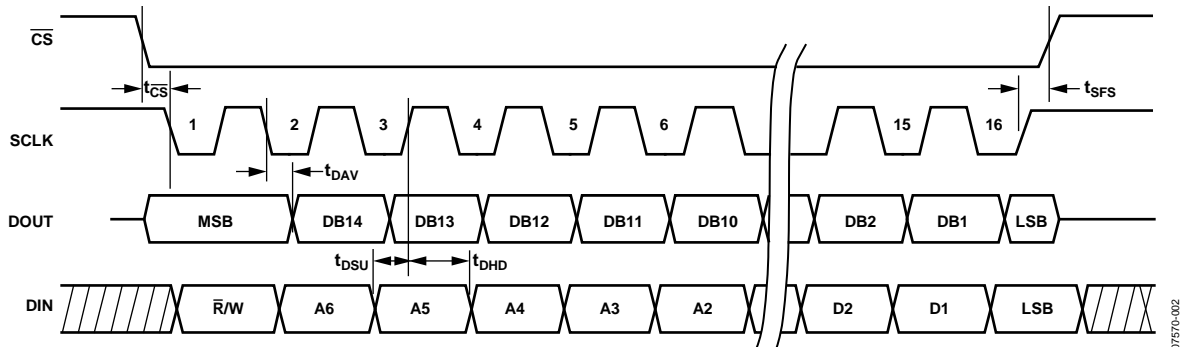 CS
tCS
tSFS
SCLK
1 2 3 4 5 6 15 16
tDAV
DOUT
MSB DB14 DB13 DB12 DB11 DB10 DB2 DB1 LSB
tDSU tDHD
DIN
R/W A6 A5 A4 A3 A2 D2 D1 LSB
07570-002